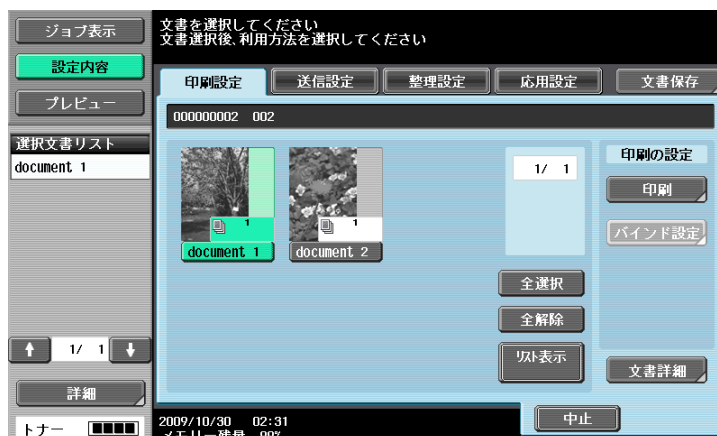 ジョブ表示
設定内容
プレビュー
選択文書リスト
document 1
1/ 1
詳細
トナー
文書を選択してください
文書選択後、利用方法を選択してください
印刷設定
送信設定
整理設定
応用設定
文書保存
000000002 002
1
document 1
1
document 2
1/ 1
全選択
全解除
リスト表示
印刷の設定
印刷
バインド設定
文書詳細
中止
2009/10/30 02:31
メモリー残量